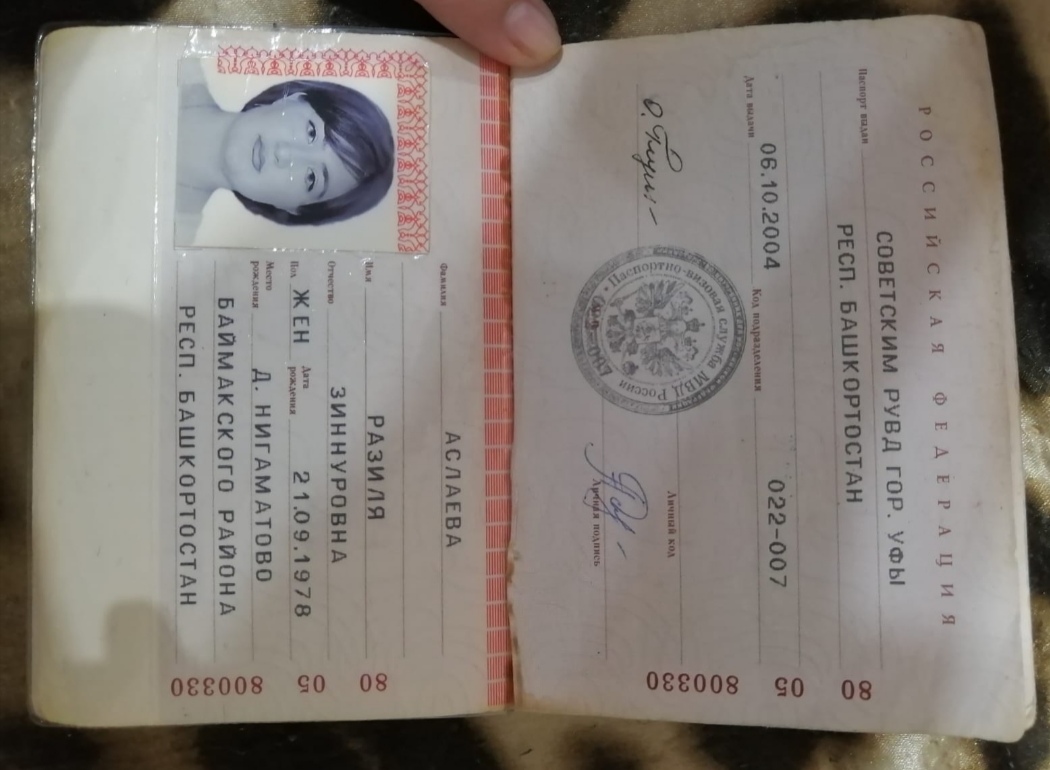 РОССИЙСКАЯ ФЕДЕРАЦИЯ
Паспорт выдан
СОВЕТСКИМ РУВД ГОР. УФЫ
РЕСП. БАШКОРТОСТАН
Дата выдачи 06.10.2004 Код подразделения 022-007
Личный код
Личная подпись
Паспортно-визовая служба МВД России
80 05 800330
Фамилия
АСЛАЕВА
Имя
РАЗИЛЯ
Отчество
ЗИННУРОВНА
Пол ЖЕН Дата рождения 21.09.1978
Место рождения
Д. НИГАМАТОВО
БАЙМАКСКОГО РАЙОНА
РЕСП. БАШКОРТОСТАН
80 05 800330